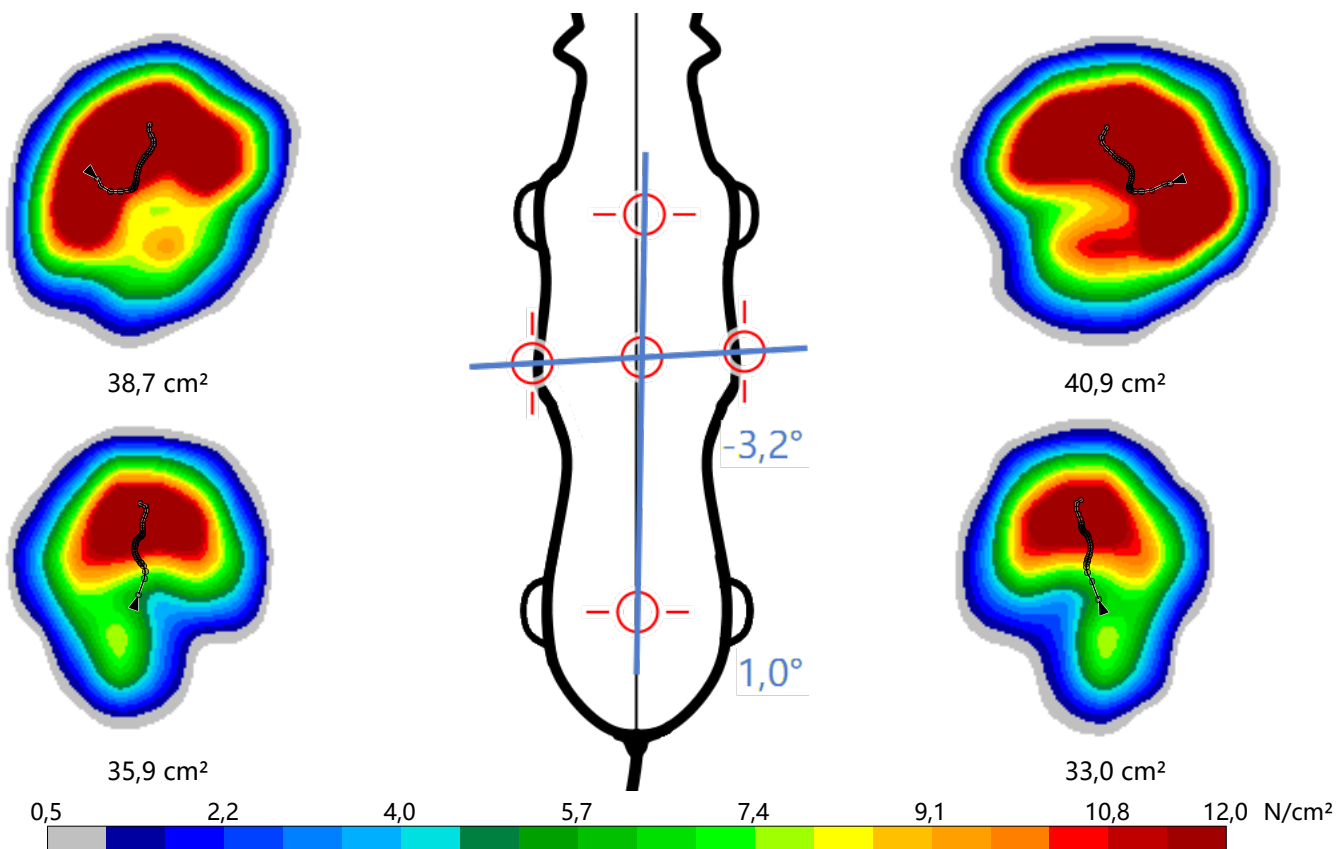 38,7 cm²
40,9 cm²
-3,2°
1,0°
35,9 cm²
33,0 cm²
0,5 2,2 4,0 5,7 7,4 9,1 10,8 12,0 N/cm²